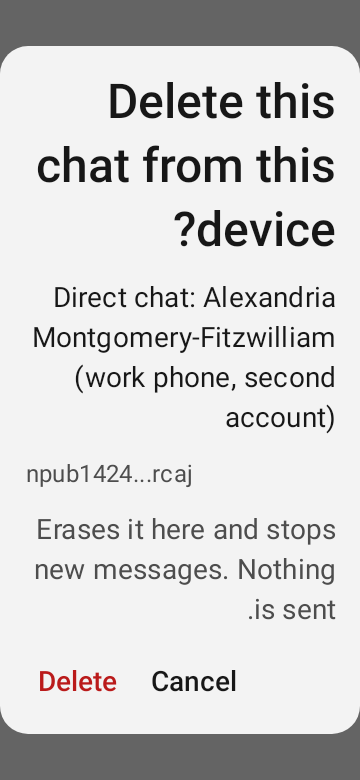 Delete this
chat from this
device?
Direct chat: Alexandria
Montgomery-Fitzwilliam
(work phone, second
account)
npub1424...rcaj
Erases it here and stops
new messages. Nothing
is sent.
Delete Cancel